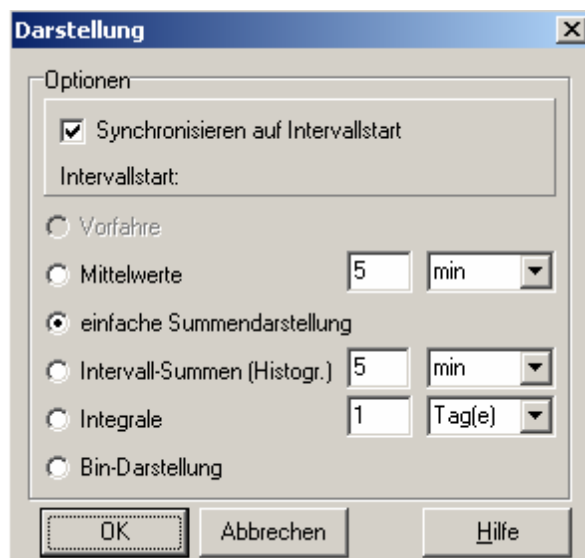 Darstellung
Optionen
Synchronisieren auf Intervallstart
Intervallstart:
Vorfahre
Mittelwerte 5 min
einfache Summendarstellung
Intervall-Summen (Histogr.) 5 min
Integrale 1 Tag(e)
Bin-Darstellung
OK Abbrechen Hilfe